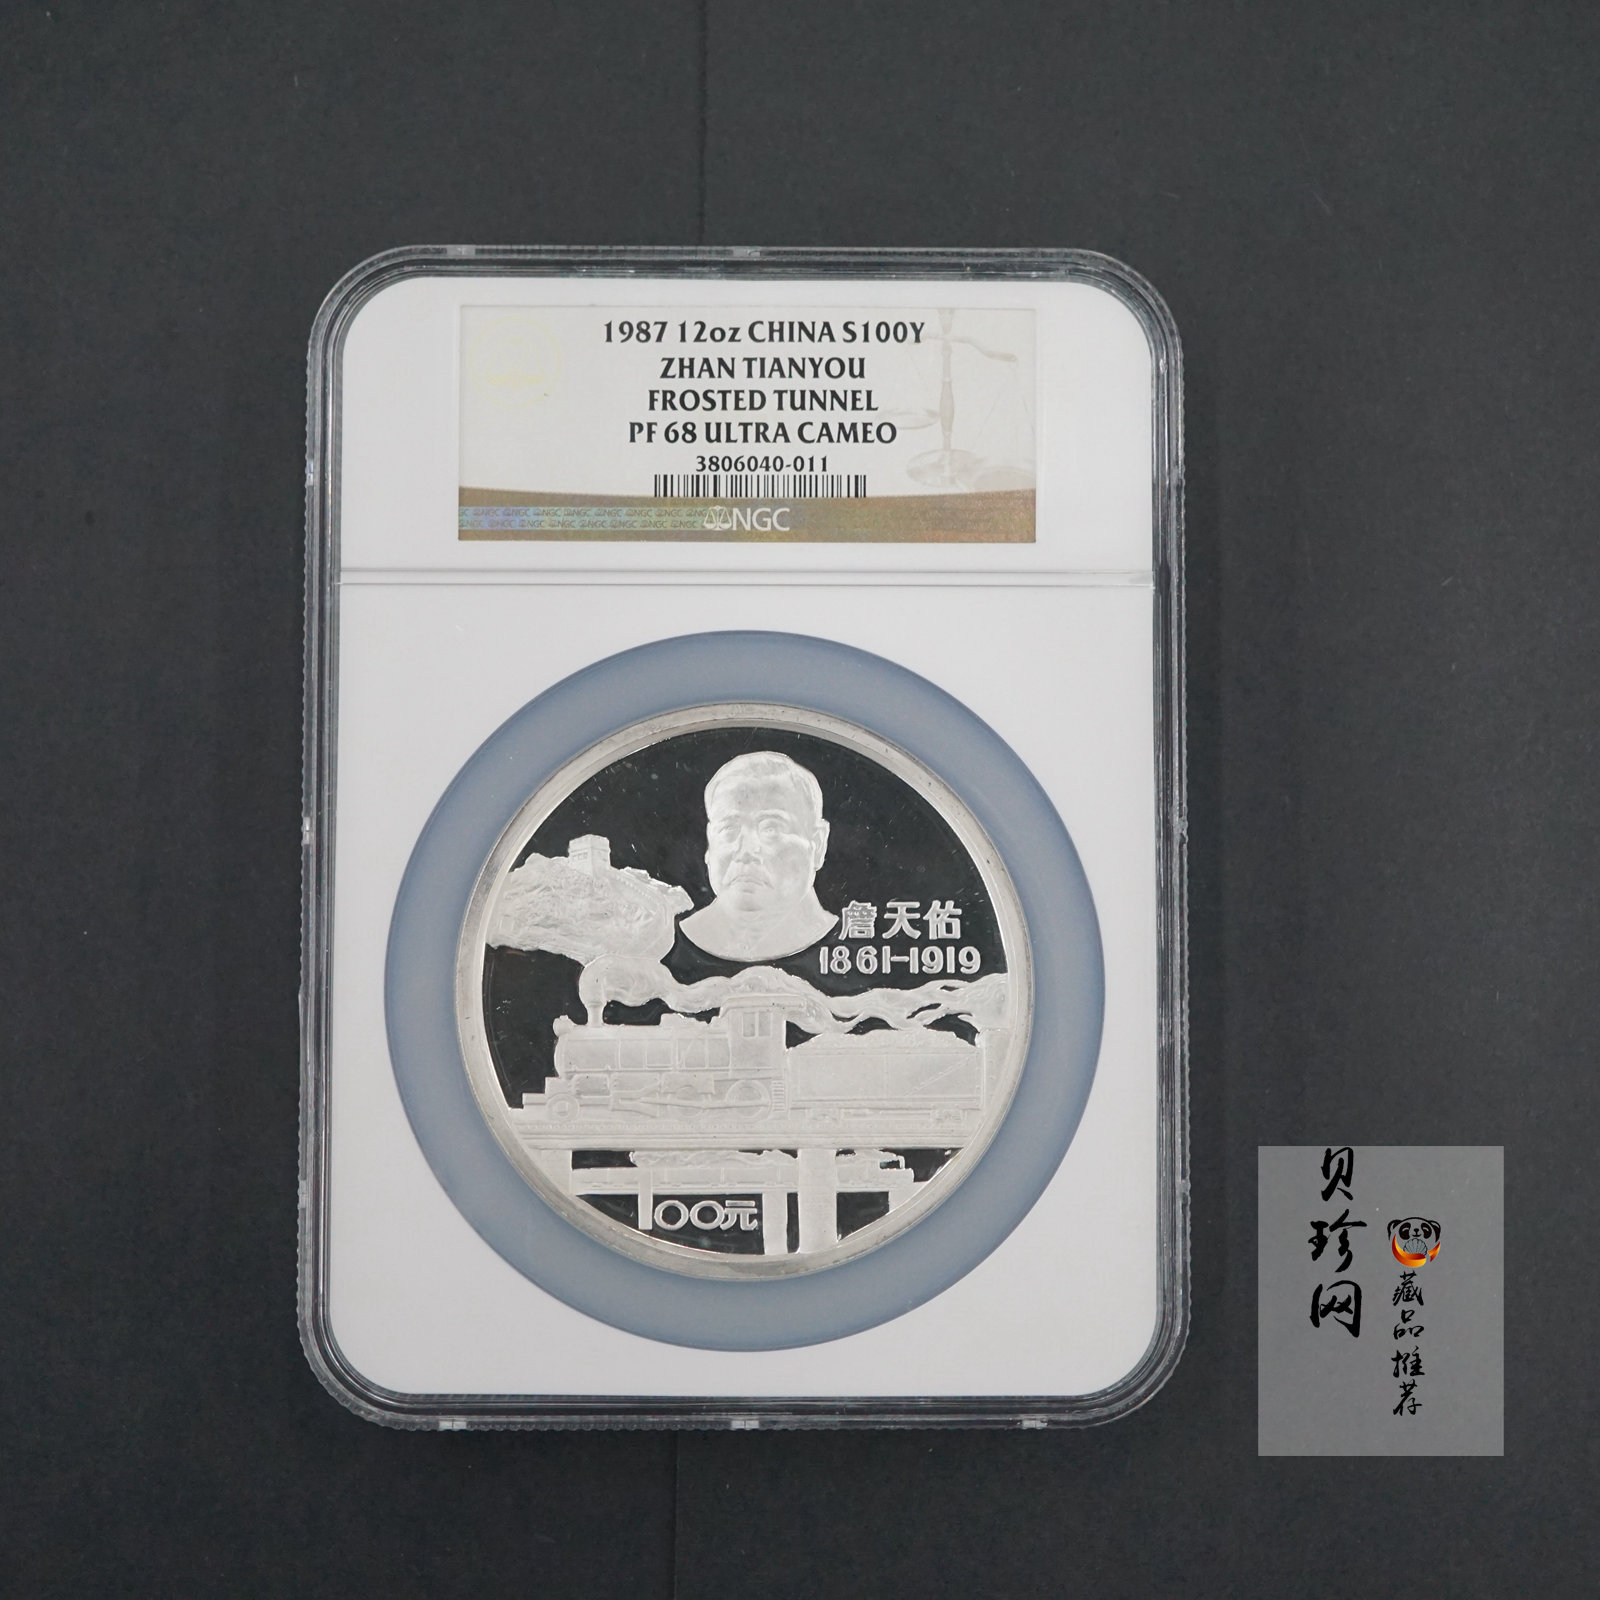 1987 12oz CHINA S100Y
ZHAN TIANYOU
FROSTED TUNNEL
PF 68 ULTRA CAMEO
3806040-011
NGC
詹天佑
1861-1919
100元
贝珍网
藏品推荐